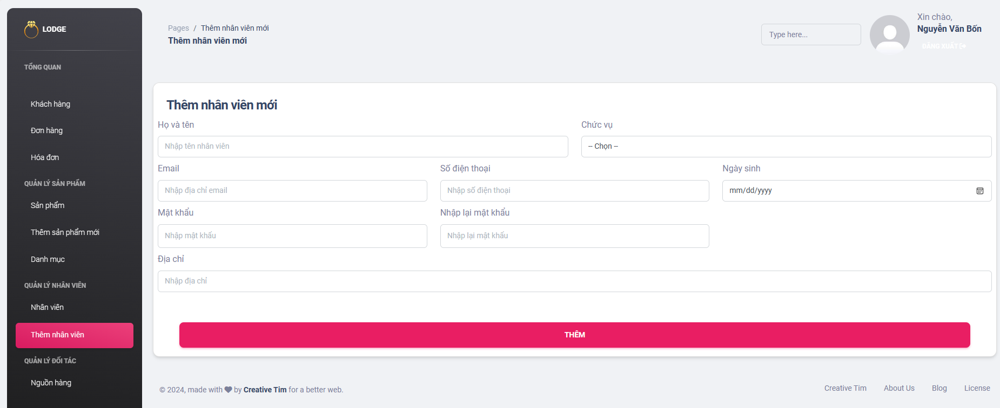 LODGE
TỔNG QUAN
Khách hàng
Đơn hàng
Hóa đơn
QUẢN LÝ SẢN PHẨM
Sản phẩm
Thêm sản phẩm mới
Danh mục
QUẢN LÝ NHÂN VIÊN
Nhân viên
Thêm nhân viên
QUẢN LÝ ĐỐI TÁC
Nguồn hàng
Pages / Thêm nhân viên mới
Thêm nhân viên mới
Type here...
Xin chào,
Nguyễn Văn Bốn
ĐĂNG XUẤT
Thêm nhân viên mới
Họ và tên
Chức vụ
Nhập tên nhân viên
-- Chọn --
Email
Số điện thoại
Ngày sinh
Nhập địa chỉ email
Nhập số điện thoại
mm/dd/yyyy
Mật khẩu
Nhập lại mật khẩu
Nhập mật khẩu
Nhập lại mật khẩu
Địa chỉ
Nhập địa chỉ
THÊM
© 2024, made with by Creative Tim for a better web.
Creative Tim
About Us
Blog
License